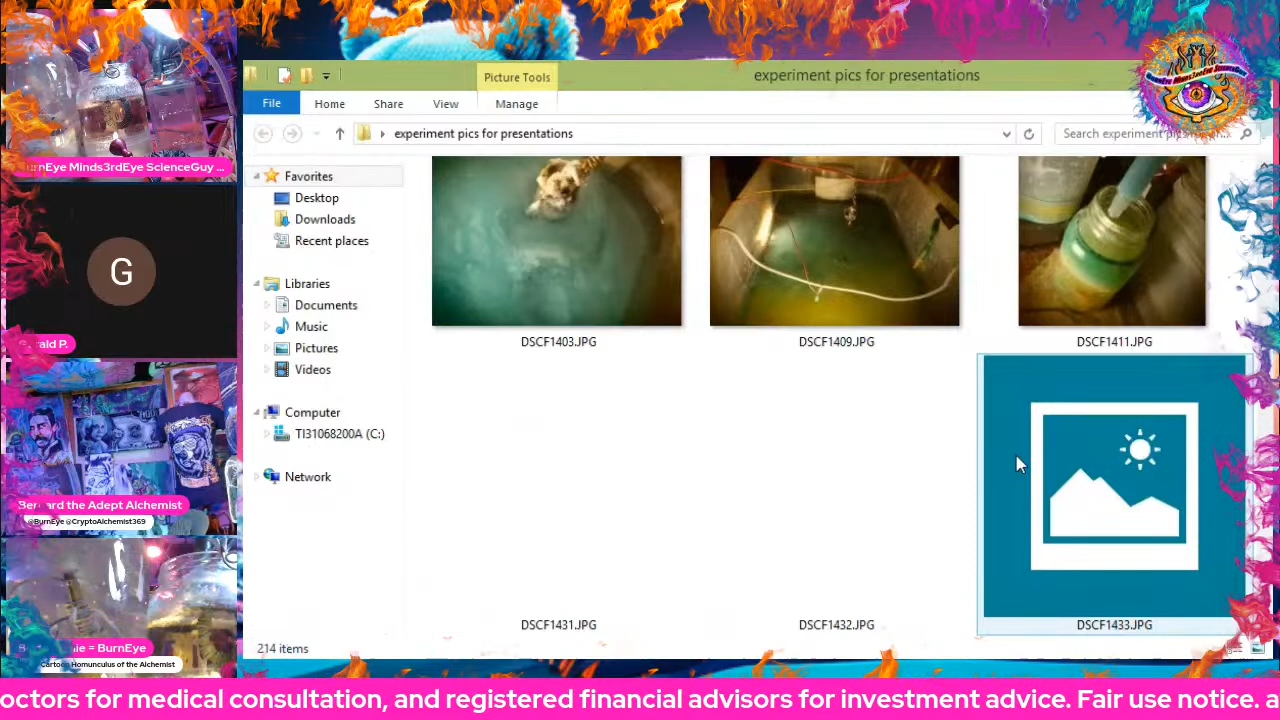 experiment pics for presentations
Picture Tools
File
Home
Share
View
Manage
experiment pics for presentations
Search experiment
Favorites
Desktop
Downloads
Recent places
Libraries
Documents
Music
Pictures
Videos
Computer
TI31068200A (C:)
Network
DSCF1403.JPG
DSCF1409.JPG
DSCF1411.JPG
DSCF1431.JPG
DSCF1432.JPG
DSCF1433.JPG
214 items
Minds3rdEye ScienceGuy ...
G
P.
the Adept Alchemist
@BurnEye @CryptoAlchemist369
= BurnEye
Cartoon Homunculus of the Alchemist
octors for medical consultation, and registered financial advisors for investment advice. Fair use notice. a